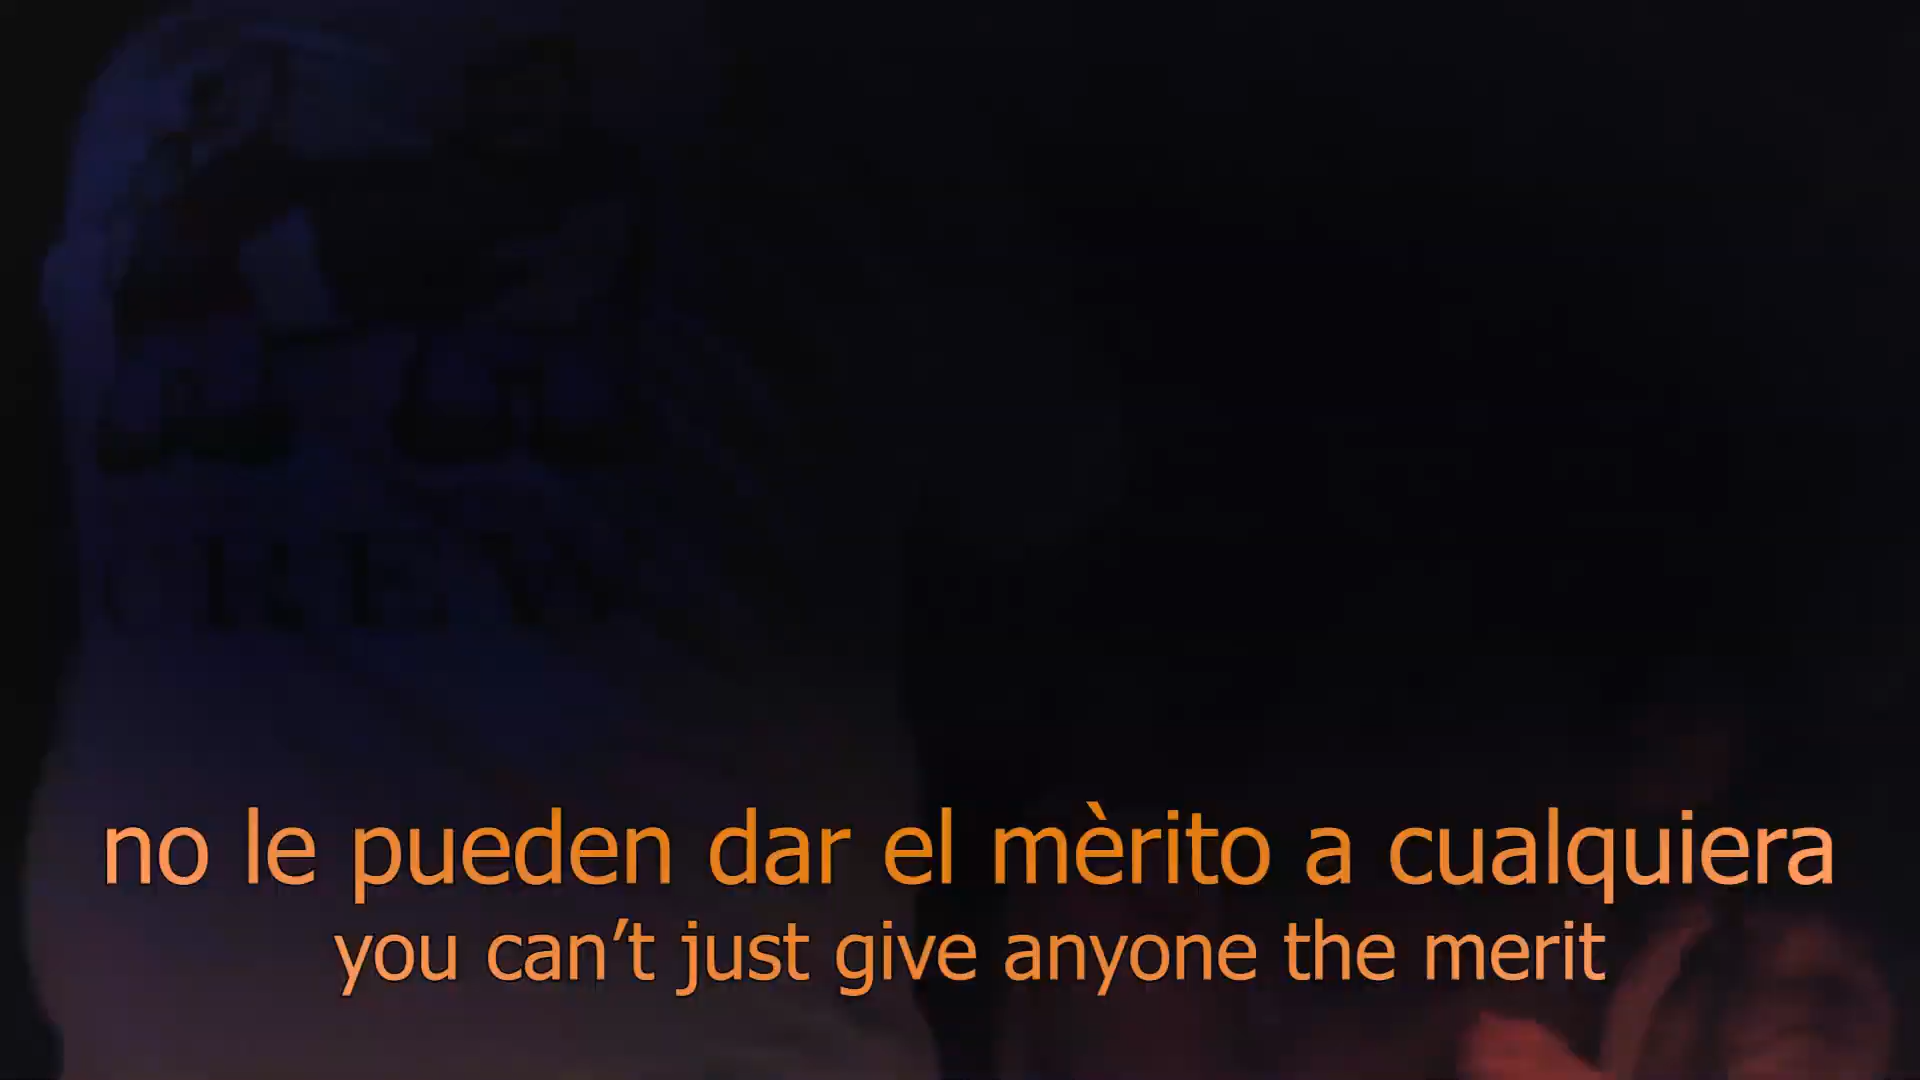 no le pueden dar el mèrito a cualquiera
you can’t just give anyone the merit